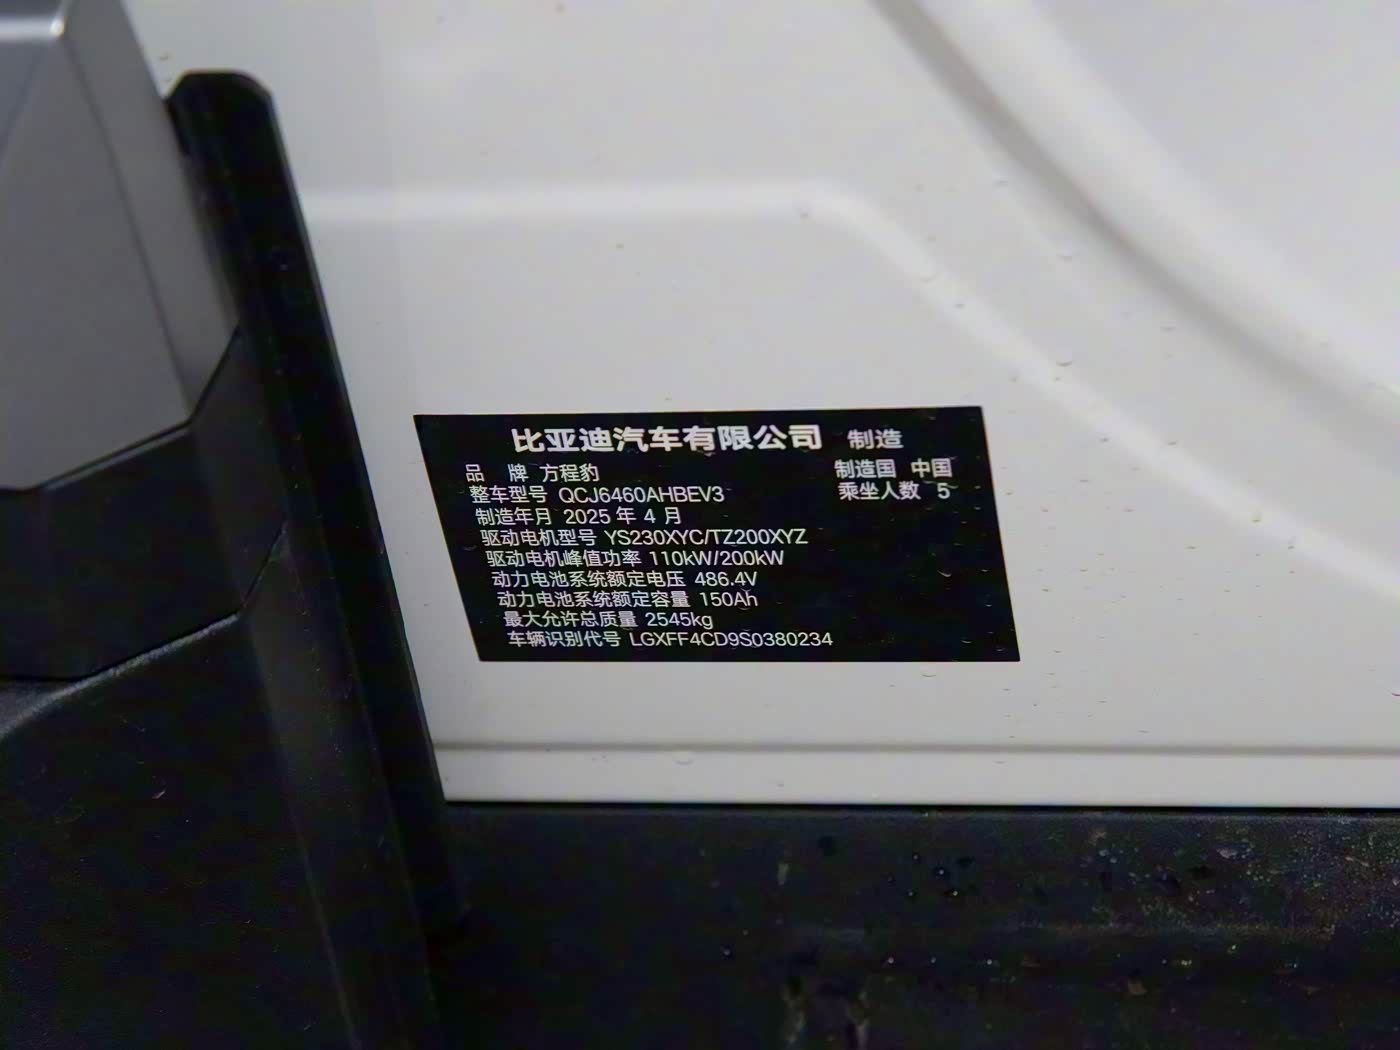 比亚迪汽车有限公司 制造
品 牌 方程豹 制造国 中国
整车型号 QCJ6460AHBEV3 乘坐人数 5
制造年月 2025 年 4 月
驱动电机型号 YS230XYC/TZ200XYZ
驱动电机峰值功率 110kW/200kW
动力电池系统额定电压 486.4V
动力电池系统额定容量 150Ah
最大允许总质量 2545kg
车辆识别代号 LGXFF4CD9S0380234